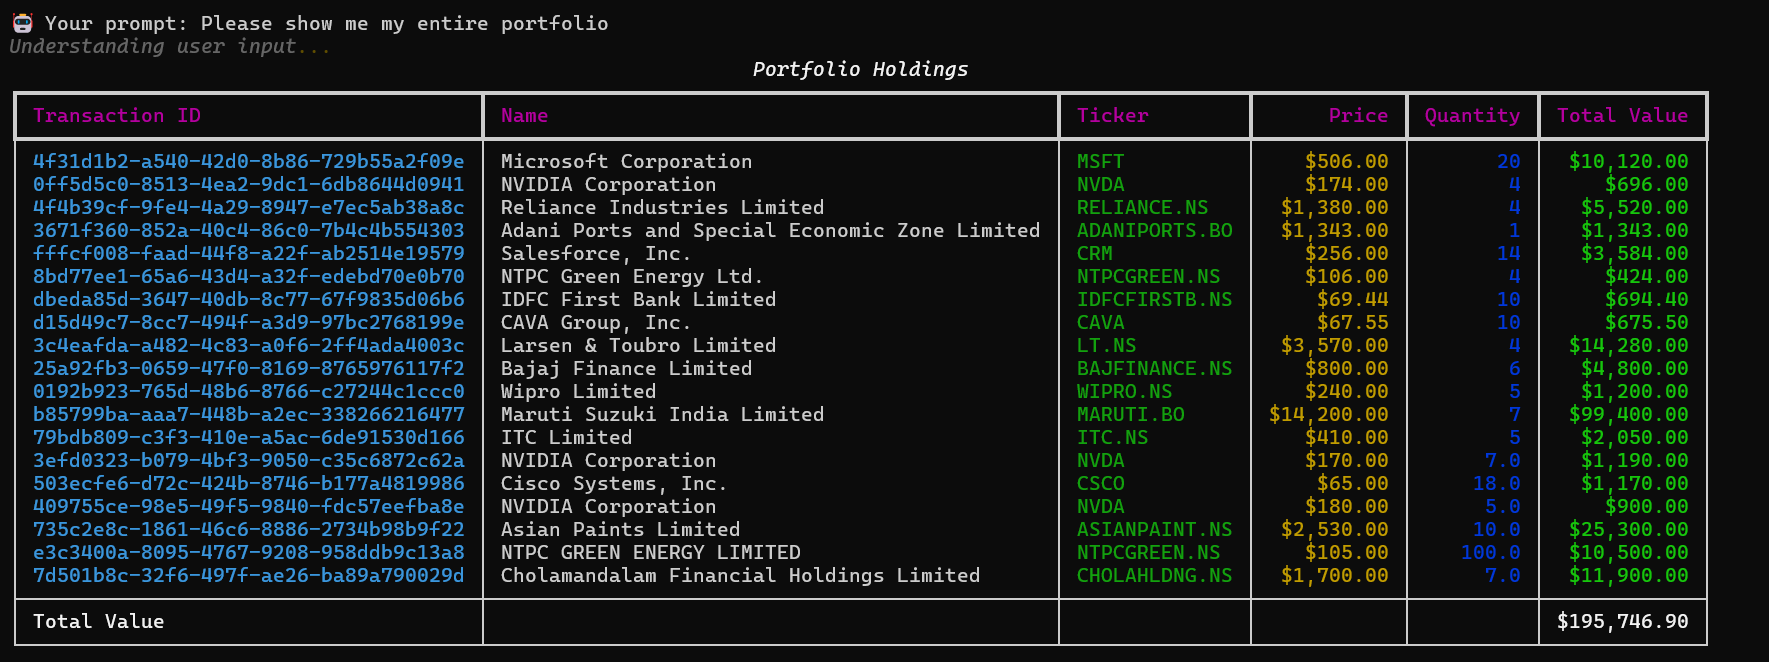 Your prompt: Please show me my entire portfolio
Understanding user input...
Portfolio Holdings
Transaction ID Name Ticker Price Quantity Total Value
4f31d1b2-a540-42d0-8b86-729b55a2f09e Microsoft Corporation MSFT $506.00 20 $10,120.00
0ff5d5c0-8513-4ea2-9dc1-6db8644d0941 NVIDIA Corporation NVDA $174.00 4 $696.00
4f4b39cf-9fe4-4a29-8947-e7ec5ab38a8c Reliance Industries Limited RELIANCE.NS $1,380.00 4 $5,520.00
3671f360-852a-40c4-86c0-7b4c4b554303 Adani Ports and Special Economic Zone Limited ADANIPORTS.BO $1,343.00 1 $1,343.00
fffcf008-faad-44f8-a22f-ab2514e19579 Salesforce, Inc. CRM $256.00 14 $3,584.00
8bd77ee1-65a6-43d4-a32f-edebd70e0b70 NTPC Green Energy Ltd. NTPCGREEN.NS $106.00 4 $424.00
dbeda85d-3647-40db-8c77-67f9835d06b6 IDFC First Bank Limited IDFCFIRSTB.NS $69.44 10 $694.40
d15d49c7-8cc7-494f-a3d9-97bc2768199e CAVA Group, Inc. CAVA $67.55 10 $675.50
3c4eafda-a482-4c83-a0f6-2ff4ada4003c Larsen & Toubro Limited LT.NS $3,570.00 4 $14,280.00
25a92fb3-0659-47f0-8169-8765976117f2 Bajaj Finance Limited BAJFINANCE.NS $800.00 6 $4,800.00
0192b923-765d-48b6-8766-c27244c1ccc0 Wipro Limited WIPRO.NS $240.00 5 $1,200.00
b85799ba-aaa7-448b-a2ec-338266216477 Maruti Suzuki India Limited MARUTI.BO $14,200.00 7 $99,400.00
79bdb809-c3f3-410e-a5ac-6de91530d166 ITC Limited ITC.NS $410.00 5 $2,050.00
3efd0323-b079-4bf3-9050-c35c6872c62a NVIDIA Corporation NVDA $170.00 7.0 $1,190.00
503ecfe6-d72c-424b-8746-b177a4819986 Cisco Systems, Inc. CSCO $65.00 18.0 $1,170.00
409755ce-98e5-49f5-9840-fdc57eefba8e NVIDIA Corporation NVDA $180.00 5.0 $900.00
735c2e8c-1861-46c6-8886-2734b98b9f22 Asian Paints Limited ASIANPAINT.NS $2,530.00 10.0 $25,300.00
e3c3400a-8095-4767-9208-958ddb9c13a8 NTPC GREEN ENERGY LIMITED NTPCGREEN.NS $105.00 100.0 $10,500.00
7d501b8c-32f6-497f-ae26-ba89a790029d Cholamandalam Financial Holdings Limited CHOLAHLDNG.NS $1,700.00 7.0 $11,900.00
Total Value $195,746.90